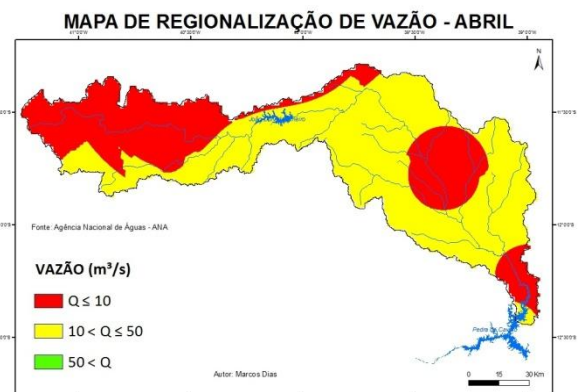 MAPA DE REGIONALIZAÇÃO DE VAZÃO - ABRIL
N
Fonte: Agência Nacional de Águas - ANA
VAZÃO (m³/s)
Q ≤ 10
10 < Q ≤ 50
50 < Q
Pedra do Cavalo
Autor: Marcos Dias
0 15 30 Km